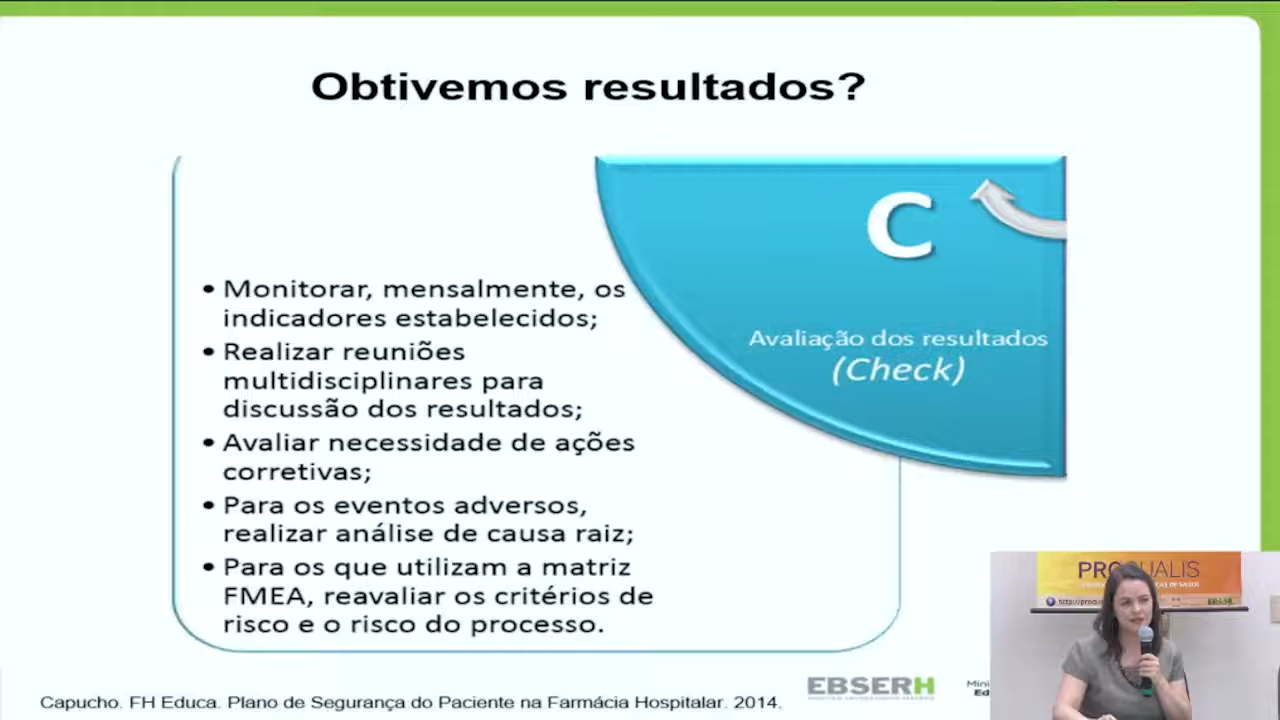 Obtivemos resultados?
C
Avaliação dos resultados
(Check)
• Monitorar, mensalmente, os
indicadores estabelecidos;
• Realizar reuniões
multidisciplinares para
discussão dos resultados;
• Avaliar necessidade de ações
corretivas;
• Para os eventos adversos,
realizar análise de causa raiz;
• Para os que utilizam a matriz
FMEA, reavaliar os critérios de
risco e o risco do processo.
Capucho. FH Educa. Plano de Segurança do Paciente na Farmácia Hospitalar. 2014.
EBSERH